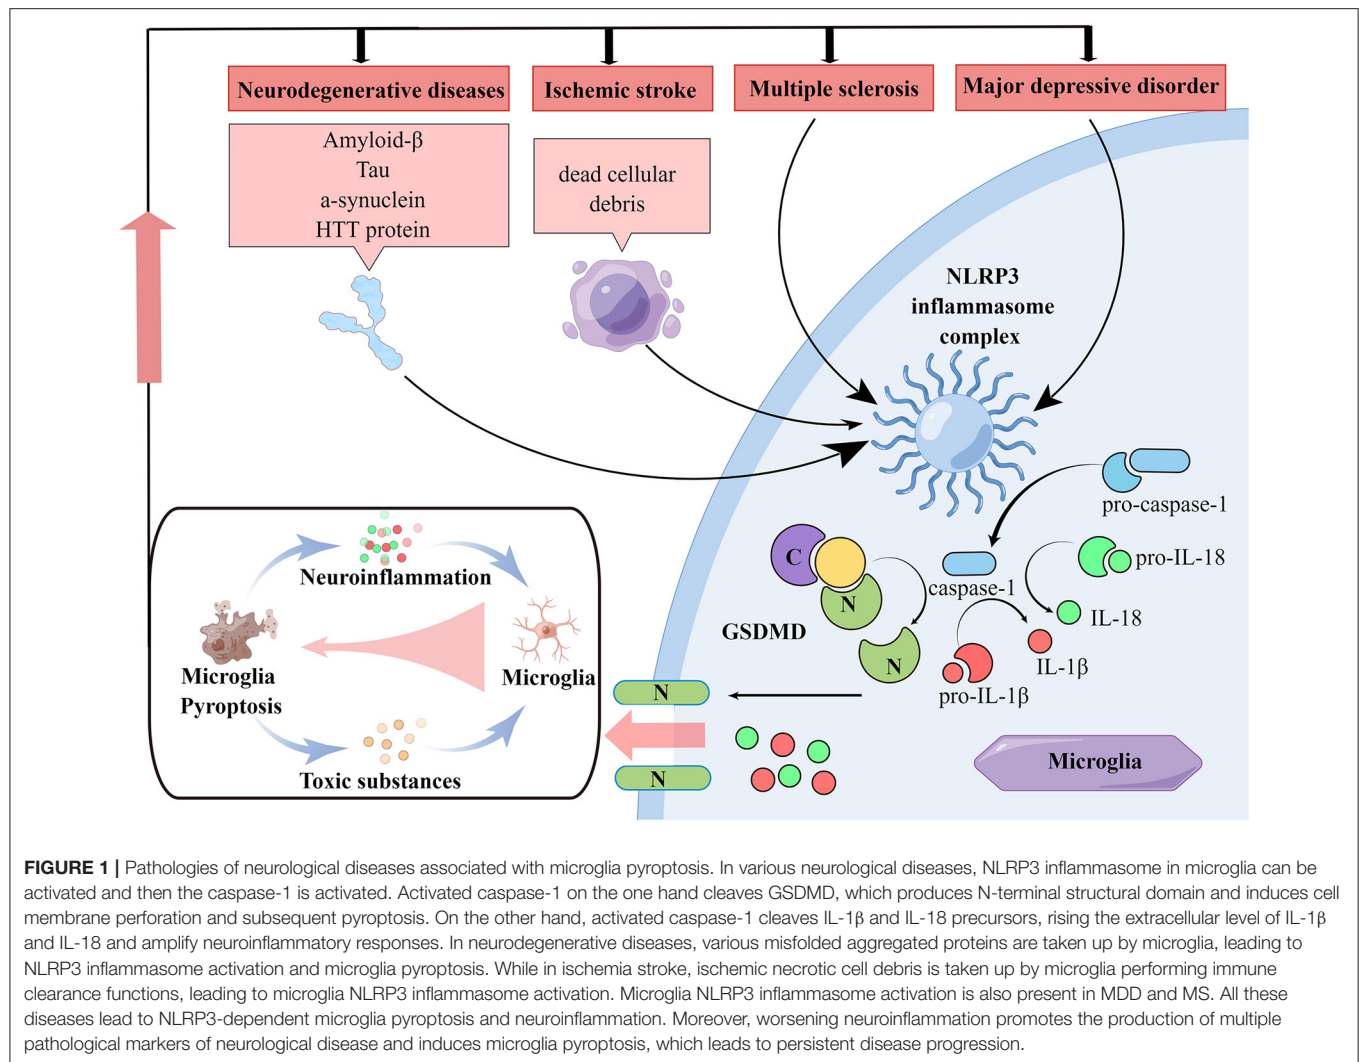 Neurodegenerative diseases
Ischemic stroke
Multiple sclerosis
Major depressive disorder
Amyloid-β
Tau
a-synuclein
HTT protein
dead cellular
debris
NLRP3
inflammasome
complex
pro-caspase-1
caspase-1
pro-IL-18
IL-18
IL-1β
pro-IL-1β
C
N
GSDMD
N
N
N
Microglia
Neuroinflammation
Microglia
Pyroptosis
Microglia
Toxic substances
FIGURE 1 | Pathologies of neurological diseases associated with microglia pyroptosis. In various neurological diseases, NLRP3 inflammasome in microglia can be
activated and then the caspase-1 is activated. Activated caspase-1 on the one hand cleaves GSDMD, which produces N-terminal structural domain and induces cell
membrane perforation and subsequent pyroptosis. On the other hand, activated caspase-1 cleaves IL-1β and IL-18 precursors, rising the extracellular level of IL-1β
and IL-18 and amplify neuroinflammatory responses. In neurodegenerative diseases, various misfolded aggregated proteins are taken up by microglia, leading to
NLRP3 inflammasome activation and microglia pyroptosis. While in ischemia stroke, ischemic necrotic cell debris is taken up by microglia performing immune
clearance functions, leading to microglia NLRP3 inflammasome activation. Microglia NLRP3 inflammasome activation is also present in MDD and MS. All these
diseases lead to NLRP3-dependent microglia pyroptosis and neuroinflammation. Moreover, worsening neuroinflammation promotes the production of multiple
pathological markers of neurological disease and induces microglia pyroptosis, which leads to persistent disease progression.